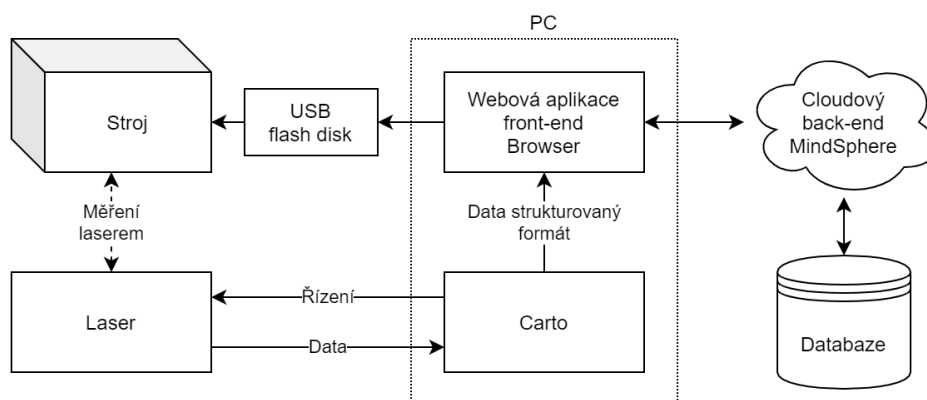 PC
Stroj
USB
flash disk
Webová aplikace
front-end
Browser
Cloudový
back-end
MindSphere
Měření
laserem
Data strukturovaný
formát
Laser
Řízení
Data
Carto
Databaze